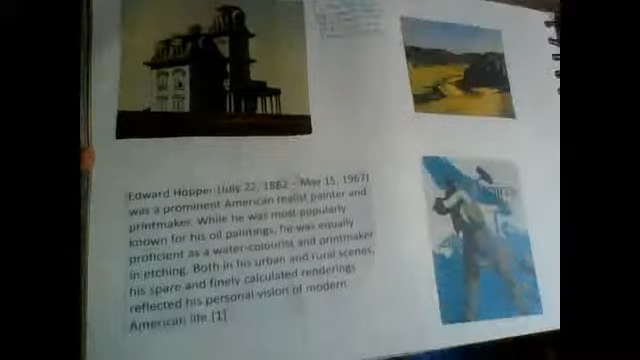 Edward Hopper (July 22, 1882 – May 15, 1967)
was a prominent American realist painter and
printmaker. While he was most popularly
known for his oil paintings, he was equally
proficient as a water-colourist and printmaker
in etching. Both in his urban and rural scenes,
his spare and finely calculated renderings
reflected his personal vision of modern
American life.[1]